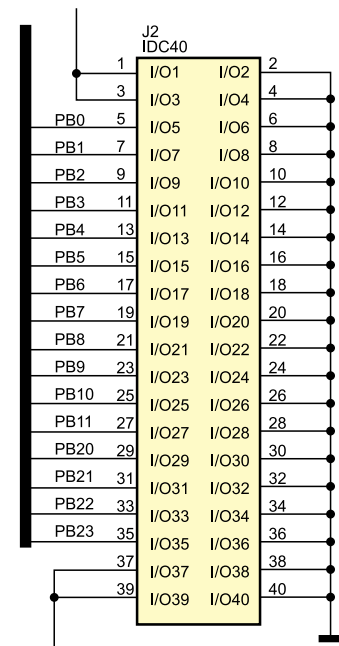 J2
IDC40
1 I/O1 I/O2 2
3 I/O3 I/O4 4
PB0 5 I/O5 I/O6 6
PB1 7 I/O7 I/O8 8
PB2 9 I/O9 I/O10 10
PB3 11 I/O11 I/O12 12
PB4 13 I/O13 I/O14 14
PB5 15 I/O15 I/O16 16
PB6 17 I/O17 I/O18 18
PB7 19 I/O19 I/O20 20
PB8 21 I/O21 I/O22 22
PB9 23 I/O23 I/O24 24
PB10 25 I/O25 I/O26 26
PB11 27 I/O27 I/O28 28
PB20 29 I/O29 I/O30 30
PB21 31 I/O31 I/O32 32
PB22 33 I/O33 I/O34 34
PB23 35 I/O35 I/O36 36
37 I/O37 I/O38 38
39 I/O39 I/O40 40